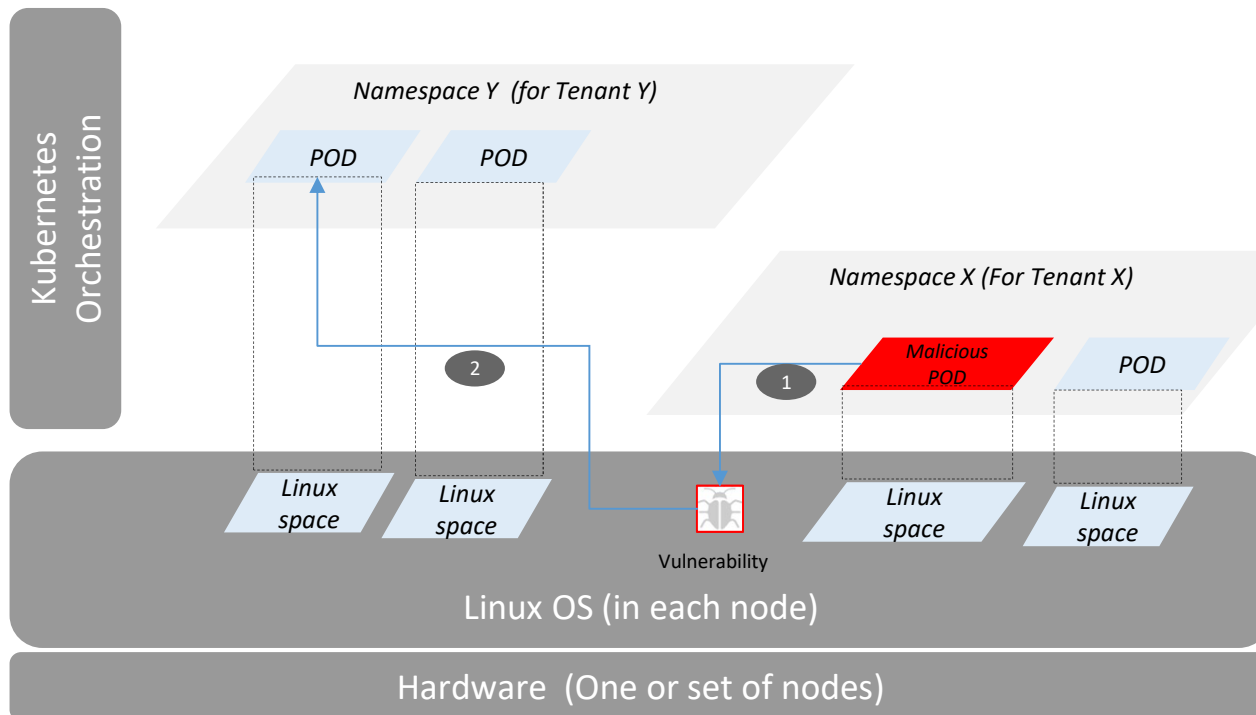 Kubernetes
Orchestration
Namespace Y (for Tenant Y)
POD
POD
Namespace X (For Tenant X)
Malicious
POD
POD
2
1
Linux
space
Linux
space
Linux
space
Linux
space
Vulnerability
Linux OS (in each node)
Hardware (One or set of nodes)